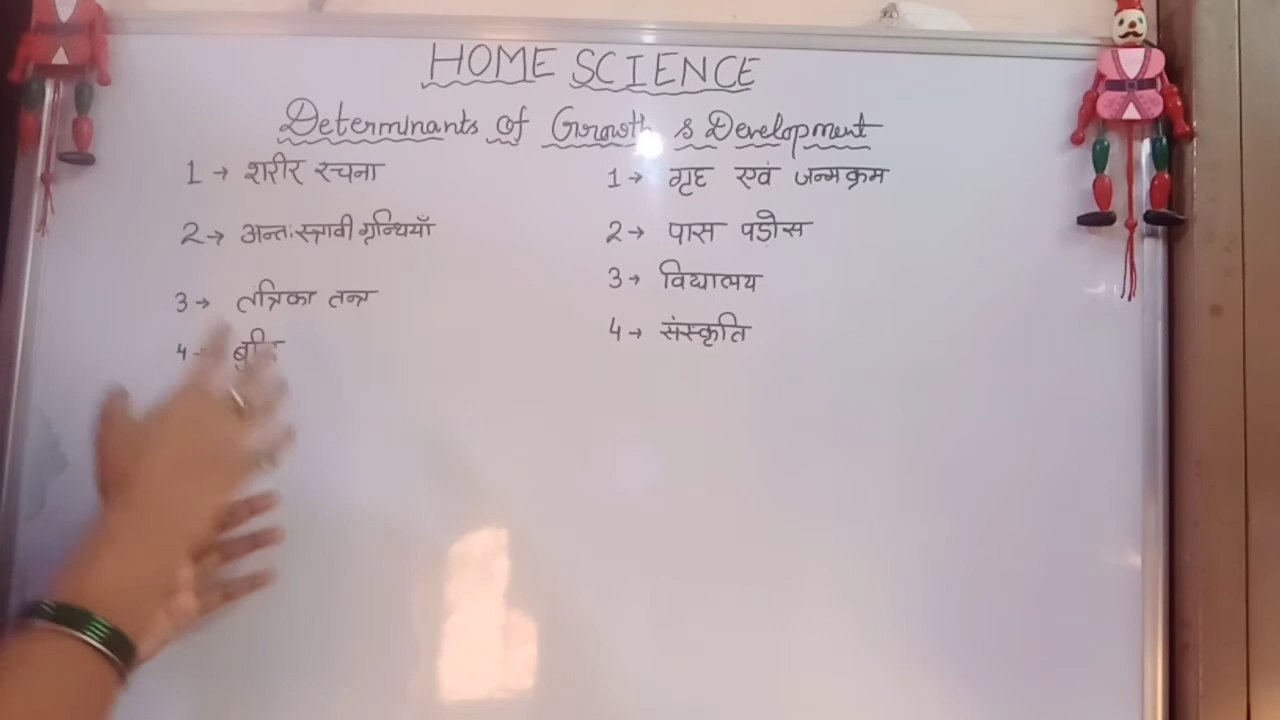 HOME SCIENCE
Determinants of Growth & Development
1 → शरीर रचना
2 → अन्तःस्त्रावी ग्रन्थियाँ
3 → तंत्रिका तन्त्र
4 →
1 → गृह एवं जन्मक्रम
2 → पास पडोस
3 → विद्यालय
4 → संस्कृति